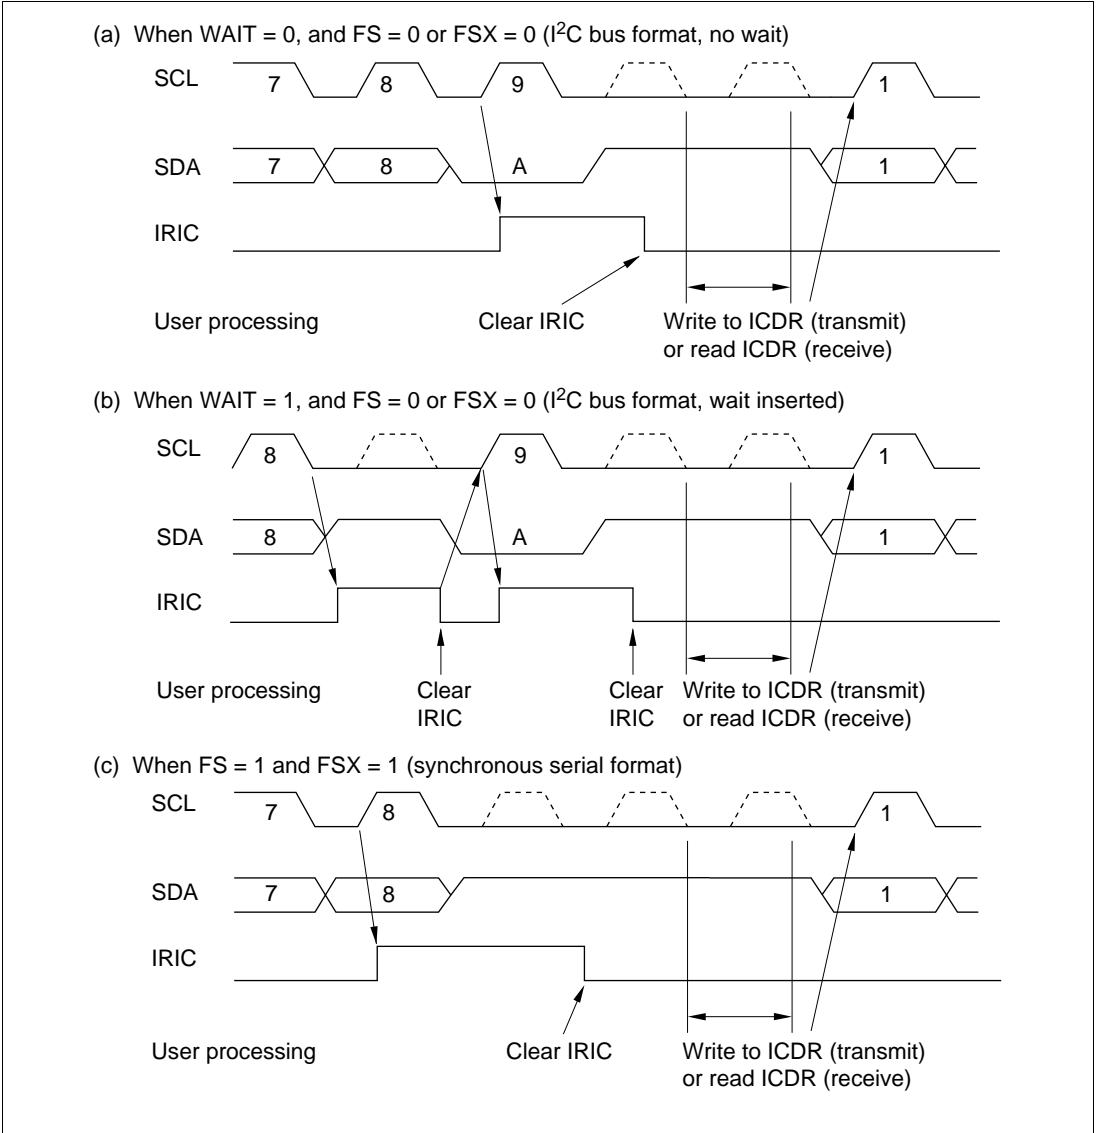 (a) When WAIT = 0, and FS = 0 or FSX = 0 (I²C bus format, no wait)
SCL 7 8 9 1
SDA 7 8 A 1
IRIC
User processing Clear IRIC Write to ICDR (transmit)
or read ICDR (receive)
(b) When WAIT = 1, and FS = 0 or FSX = 0 (I²C bus format, wait inserted)
SCL 8 9 1
SDA 8 A 1
IRIC
User processing Clear Clear Write to ICDR (transmit)
IRIC IRIC or read ICDR (receive)
(c) When FS = 1 and FSX = 1 (synchronous serial format)
SCL 7 8 1
SDA 7 8 1
IRIC
User processing Clear IRIC Write to ICDR (transmit)
or read ICDR (receive)